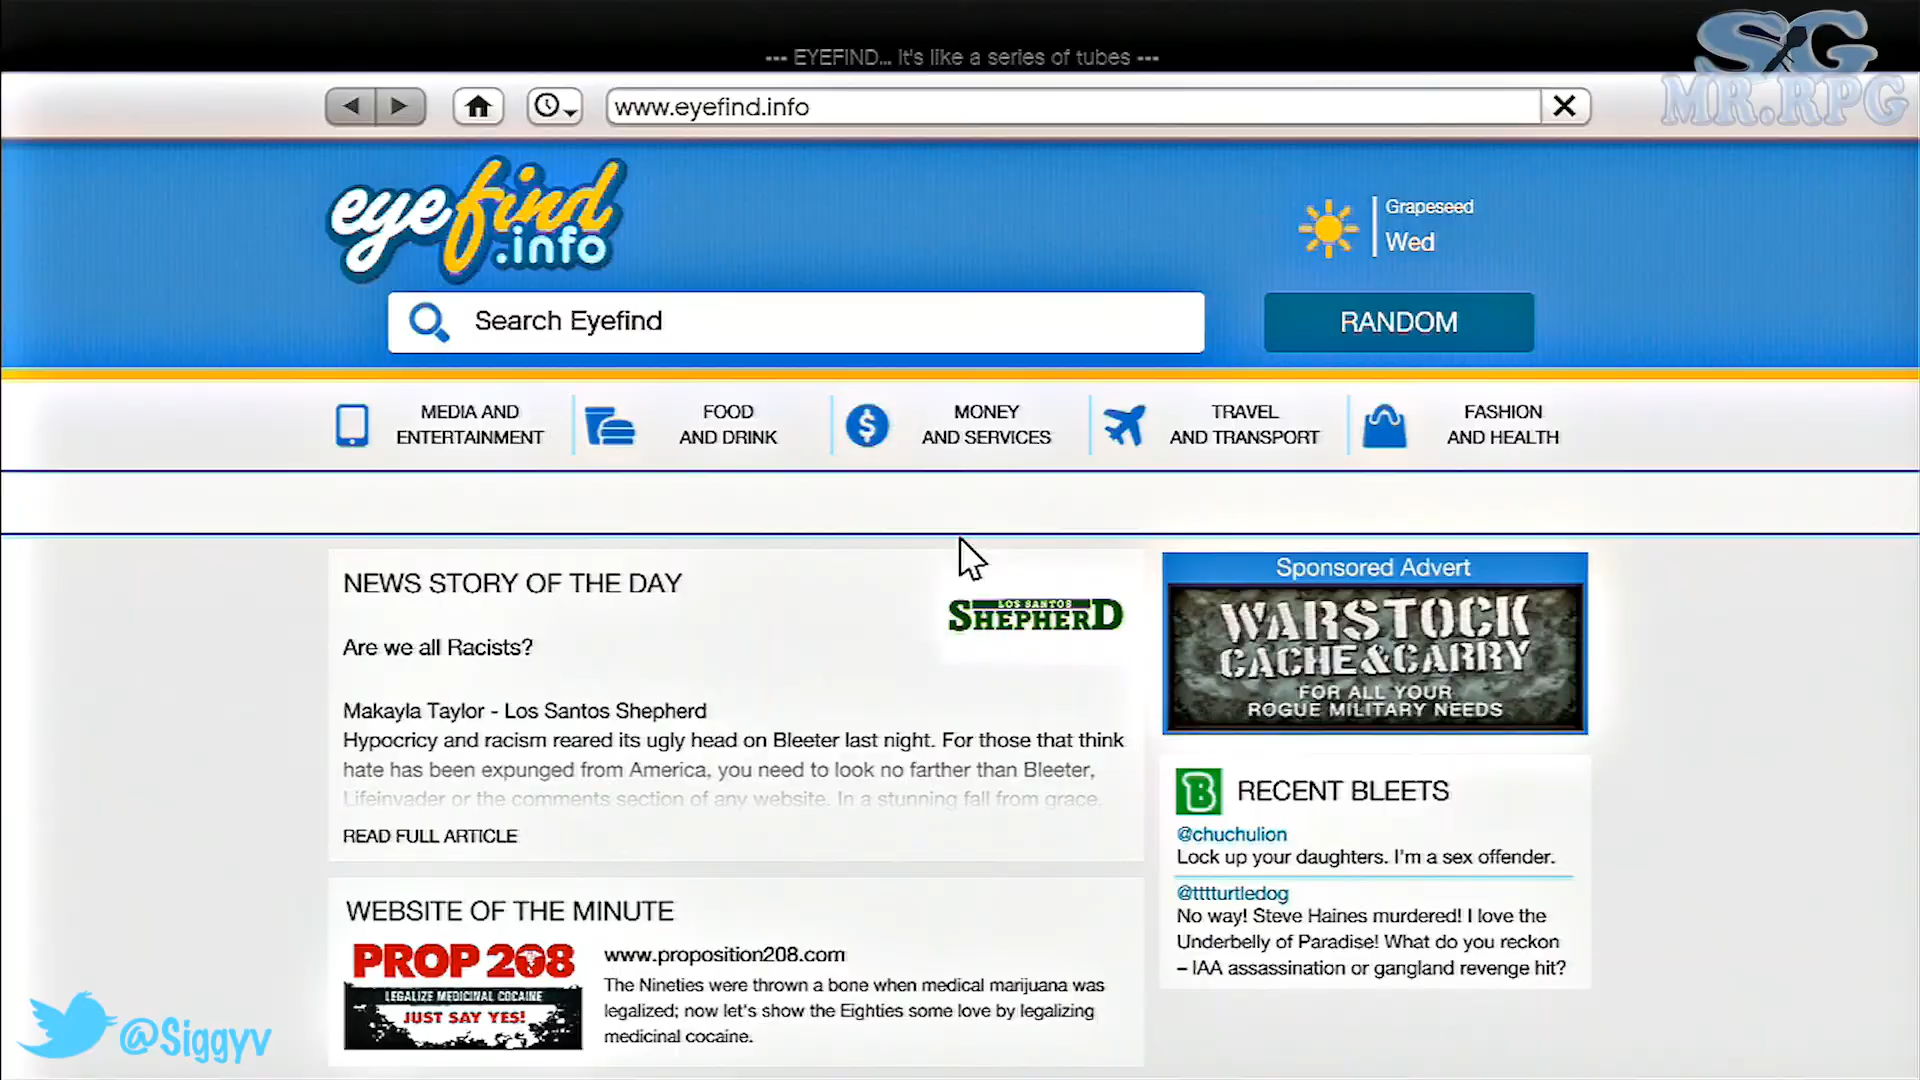 --- EYEFIND... It's like a series of tubes ---
SG
MR.RPG
www.eyefind.info
eyefind
.info
Grapeseed
Wed
Search Eyefind
RANDOM
MEDIA AND
ENTERTAINMENT
FOOD
AND DRINK
MONEY
AND SERVICES
TRAVEL
AND TRANSPORT
FASHION
AND HEALTH
NEWS STORY OF THE DAY
LOS SANTOS
SHEPHERD
Are we all Racists?
Makayla Taylor - Los Santos Shepherd
Hypocricy and racism reared its ugly head on Bleeter last night. For those that think
hate has been expunged from America, you need to look no farther than Bleeter,
Lifeinvader or the comments section of any website. In a stunning fall from grace.
READ FULL ARTICLE
Sponsored Advert
WARSTOCK
CACHE&CARRY
FOR ALL YOUR
ROGUE MILITARY NEEDS
B
RECENT BLEETS
@chuchulion
Lock up your daughters. I'm a sex offender.
@tttturtledog
No way! Steve Haines murdered! I love the
Underbelly of Paradise! What do you reckon
– IAA assassination or gangland revenge hit?
WEBSITE OF THE MINUTE
PROP 208
LEGALIZE MEDICINAL COCAINE
JUST SAY YES!
www.proposition208.com
The Nineties were thrown a bone when medical marijuana was
legalized; now let's show the Eighties some love by legalizing
medicinal cocaine.
@Siggyv